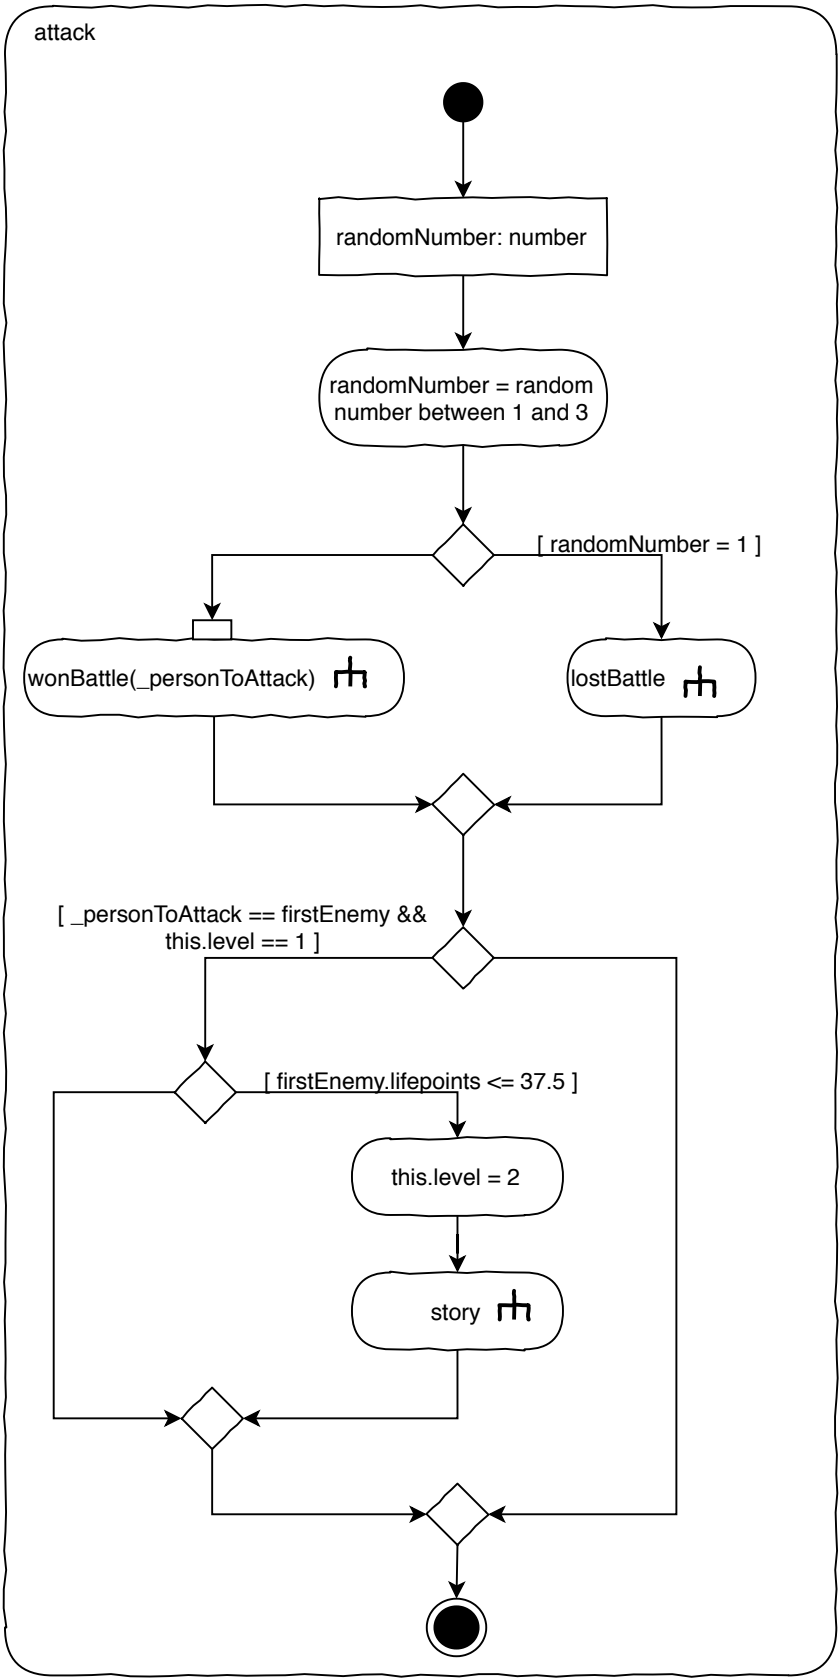 attack
randomNumber: number
randomNumber = random
number between 1 and 3
[ randomNumber = 1 ]
wonBattle(_personToAttack)
lostBattle
[ _personToAttack == firstEnemy &&
this.level == 1 ]
[ firstEnemy.lifepoints <= 37.5 ]
this.level = 2
story